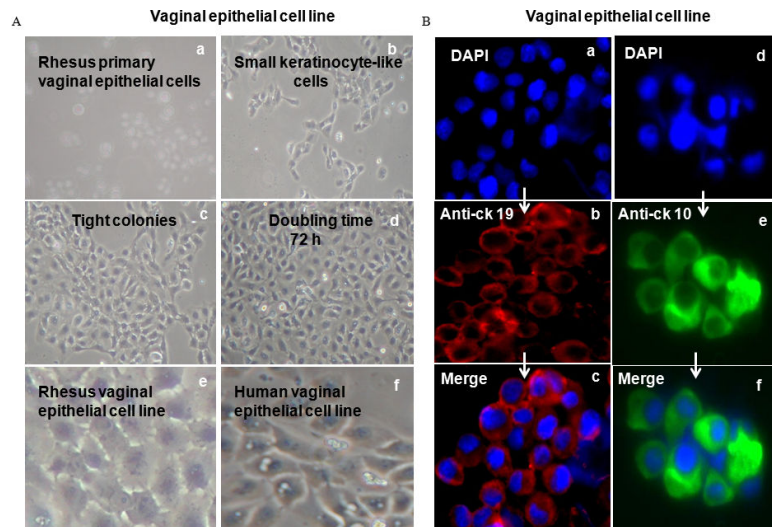 A
Vaginal epithelial cell line
a
Rhesus primary
vaginal epithelial cells
b
Small keratinocyte-like
cells
c
Tight colonies
Doubling time
72 h
d
e
Rhesus vaginal
epithelial cell line
f
Human vaginal
epithelial cell line
B
Vaginal epithelial cell line
DAPI
a
DAPI
d
Anti-ck 19
b
Anti-ck 10
e
Merge
c
Merge
f